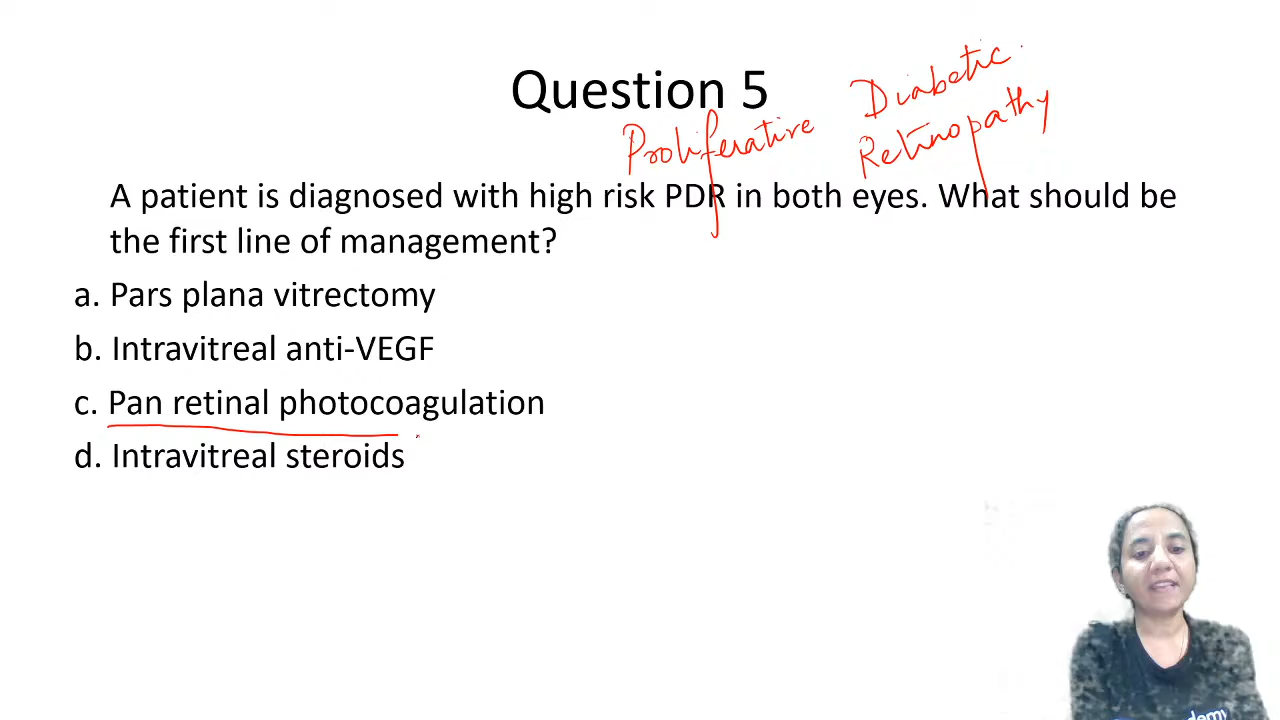 Question 5
Proliferative Diabetic
Retinopathy
A patient is diagnosed with high risk PDR in both eyes. What should be
the first line of management?
a. Pars plana vitrectomy
b. Intravitreal anti-VEGF
c. Pan retinal photocoagulation
d. Intravitreal steroids